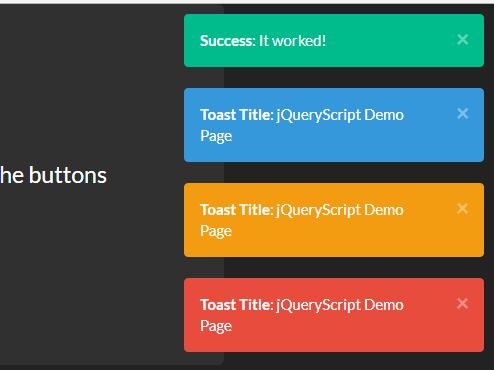 Success: It worked!
Toast Title: jQueryScript Demo
Page
he buttons
Toast Title: jQueryScript Demo
Page
Toast Title: jQueryScript Demo
Page